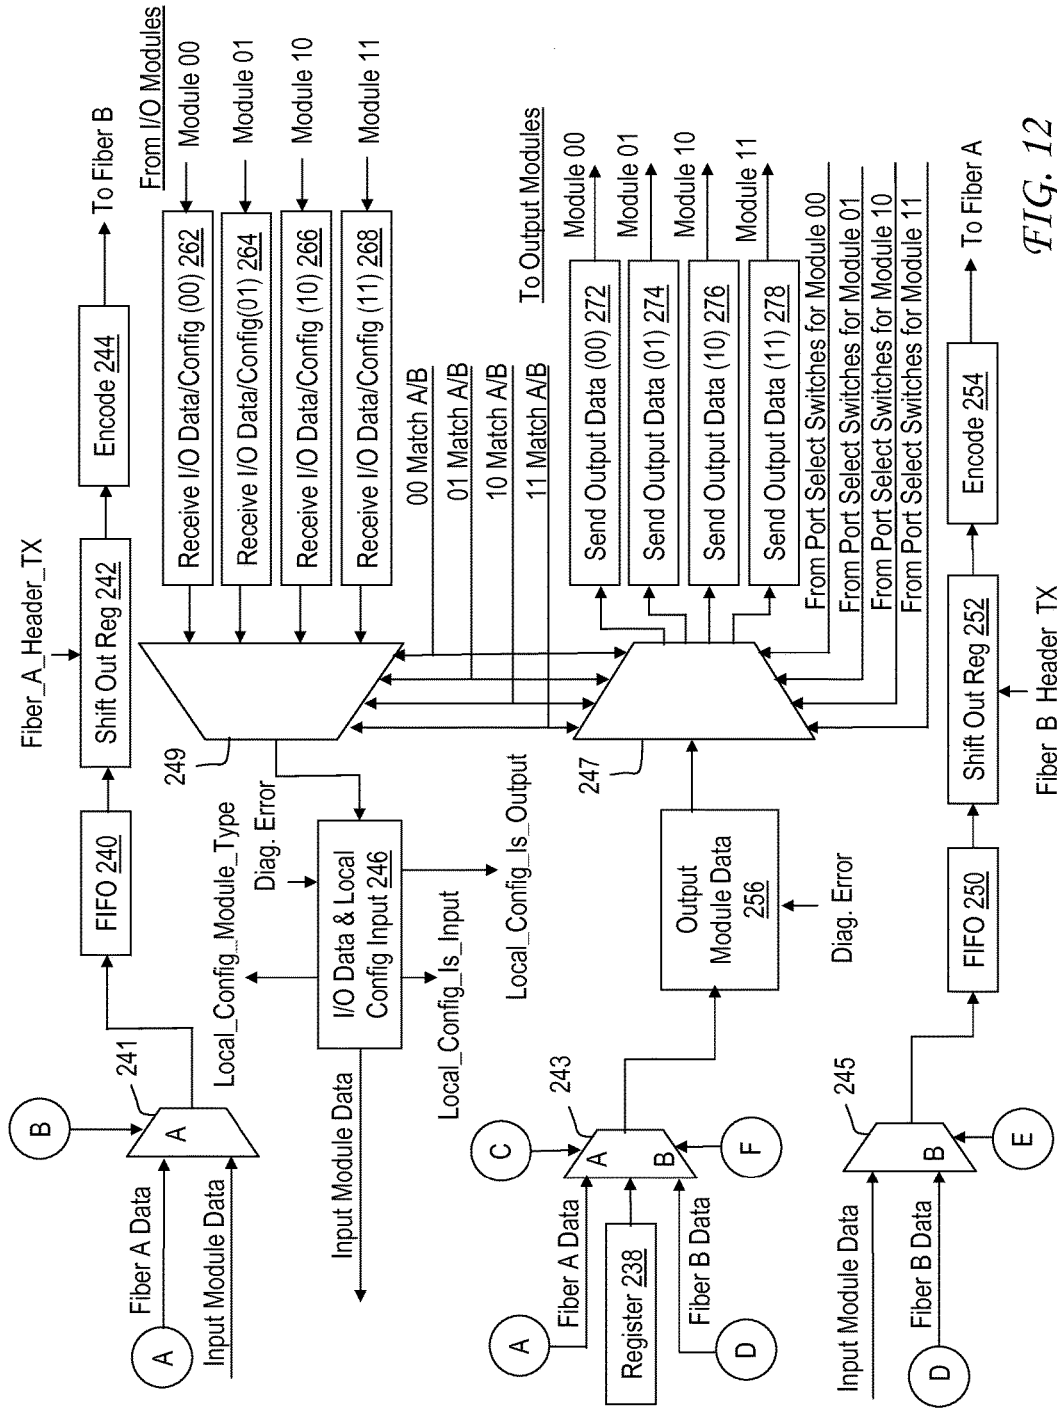 A
Fiber A Data
Input Module Data
B
A
241
FIFO 240
Fiber_A_Header_TX
Shift Out Reg 242
Encode 244
To Fiber B
From I/O Modules
Module 00
Module 01
Module 10
Module 11
Receive I/O Data/Config (00) 262
Receive I/O Data/Config(01) 264
Receive I/O Data/Config (10) 266
Receive I/O Data/Config (11) 268
249
Local_Config_Module_Type
Diag. Error
I/O Data & Local
Config Input 246
Input Module Data
Local_Config_Is_Input
Local_Config_Is_Output
00 Match A/B
01 Match A/B
10 Match A/B
11 Match A/B
A
Fiber A Data
Register 238
Fiber B Data
D
C
A
B
243
F
Output
Module Data
256
Diag. Error
247
To Output Modules
Send Output Data (00) 272
Send Output Data (01) 274
Send Output Data (10) 276
Send Output Data (11) 278
Module 00
Module 01
Module 10
Module 11
From Port Select Switches for Module 00
From Port Select Switches for Module 01
From Port Select Switches for Module 10
From Port Select Switches for Module 11
Input Module Data
Fiber B Data
D
B
245
E
FIFO 250
Shift Out Reg 252
Fiber_B_Header_TX
Encode 254
To Fiber A
FIG. 12